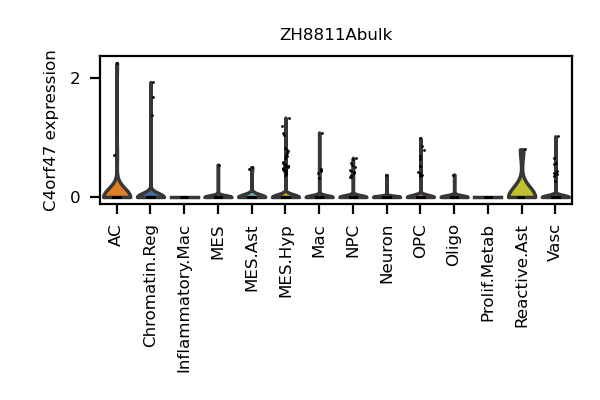 ZH8811Abulk
C4orf47 expression
2
0
AC
Chromatin.Reg
Inflammatory.Mac
MES
MES.Ast
MES.Hyp
Mac
NPC
Neuron
OPC
Oligo
Prolif.Metab
Reactive.Ast
Vasc